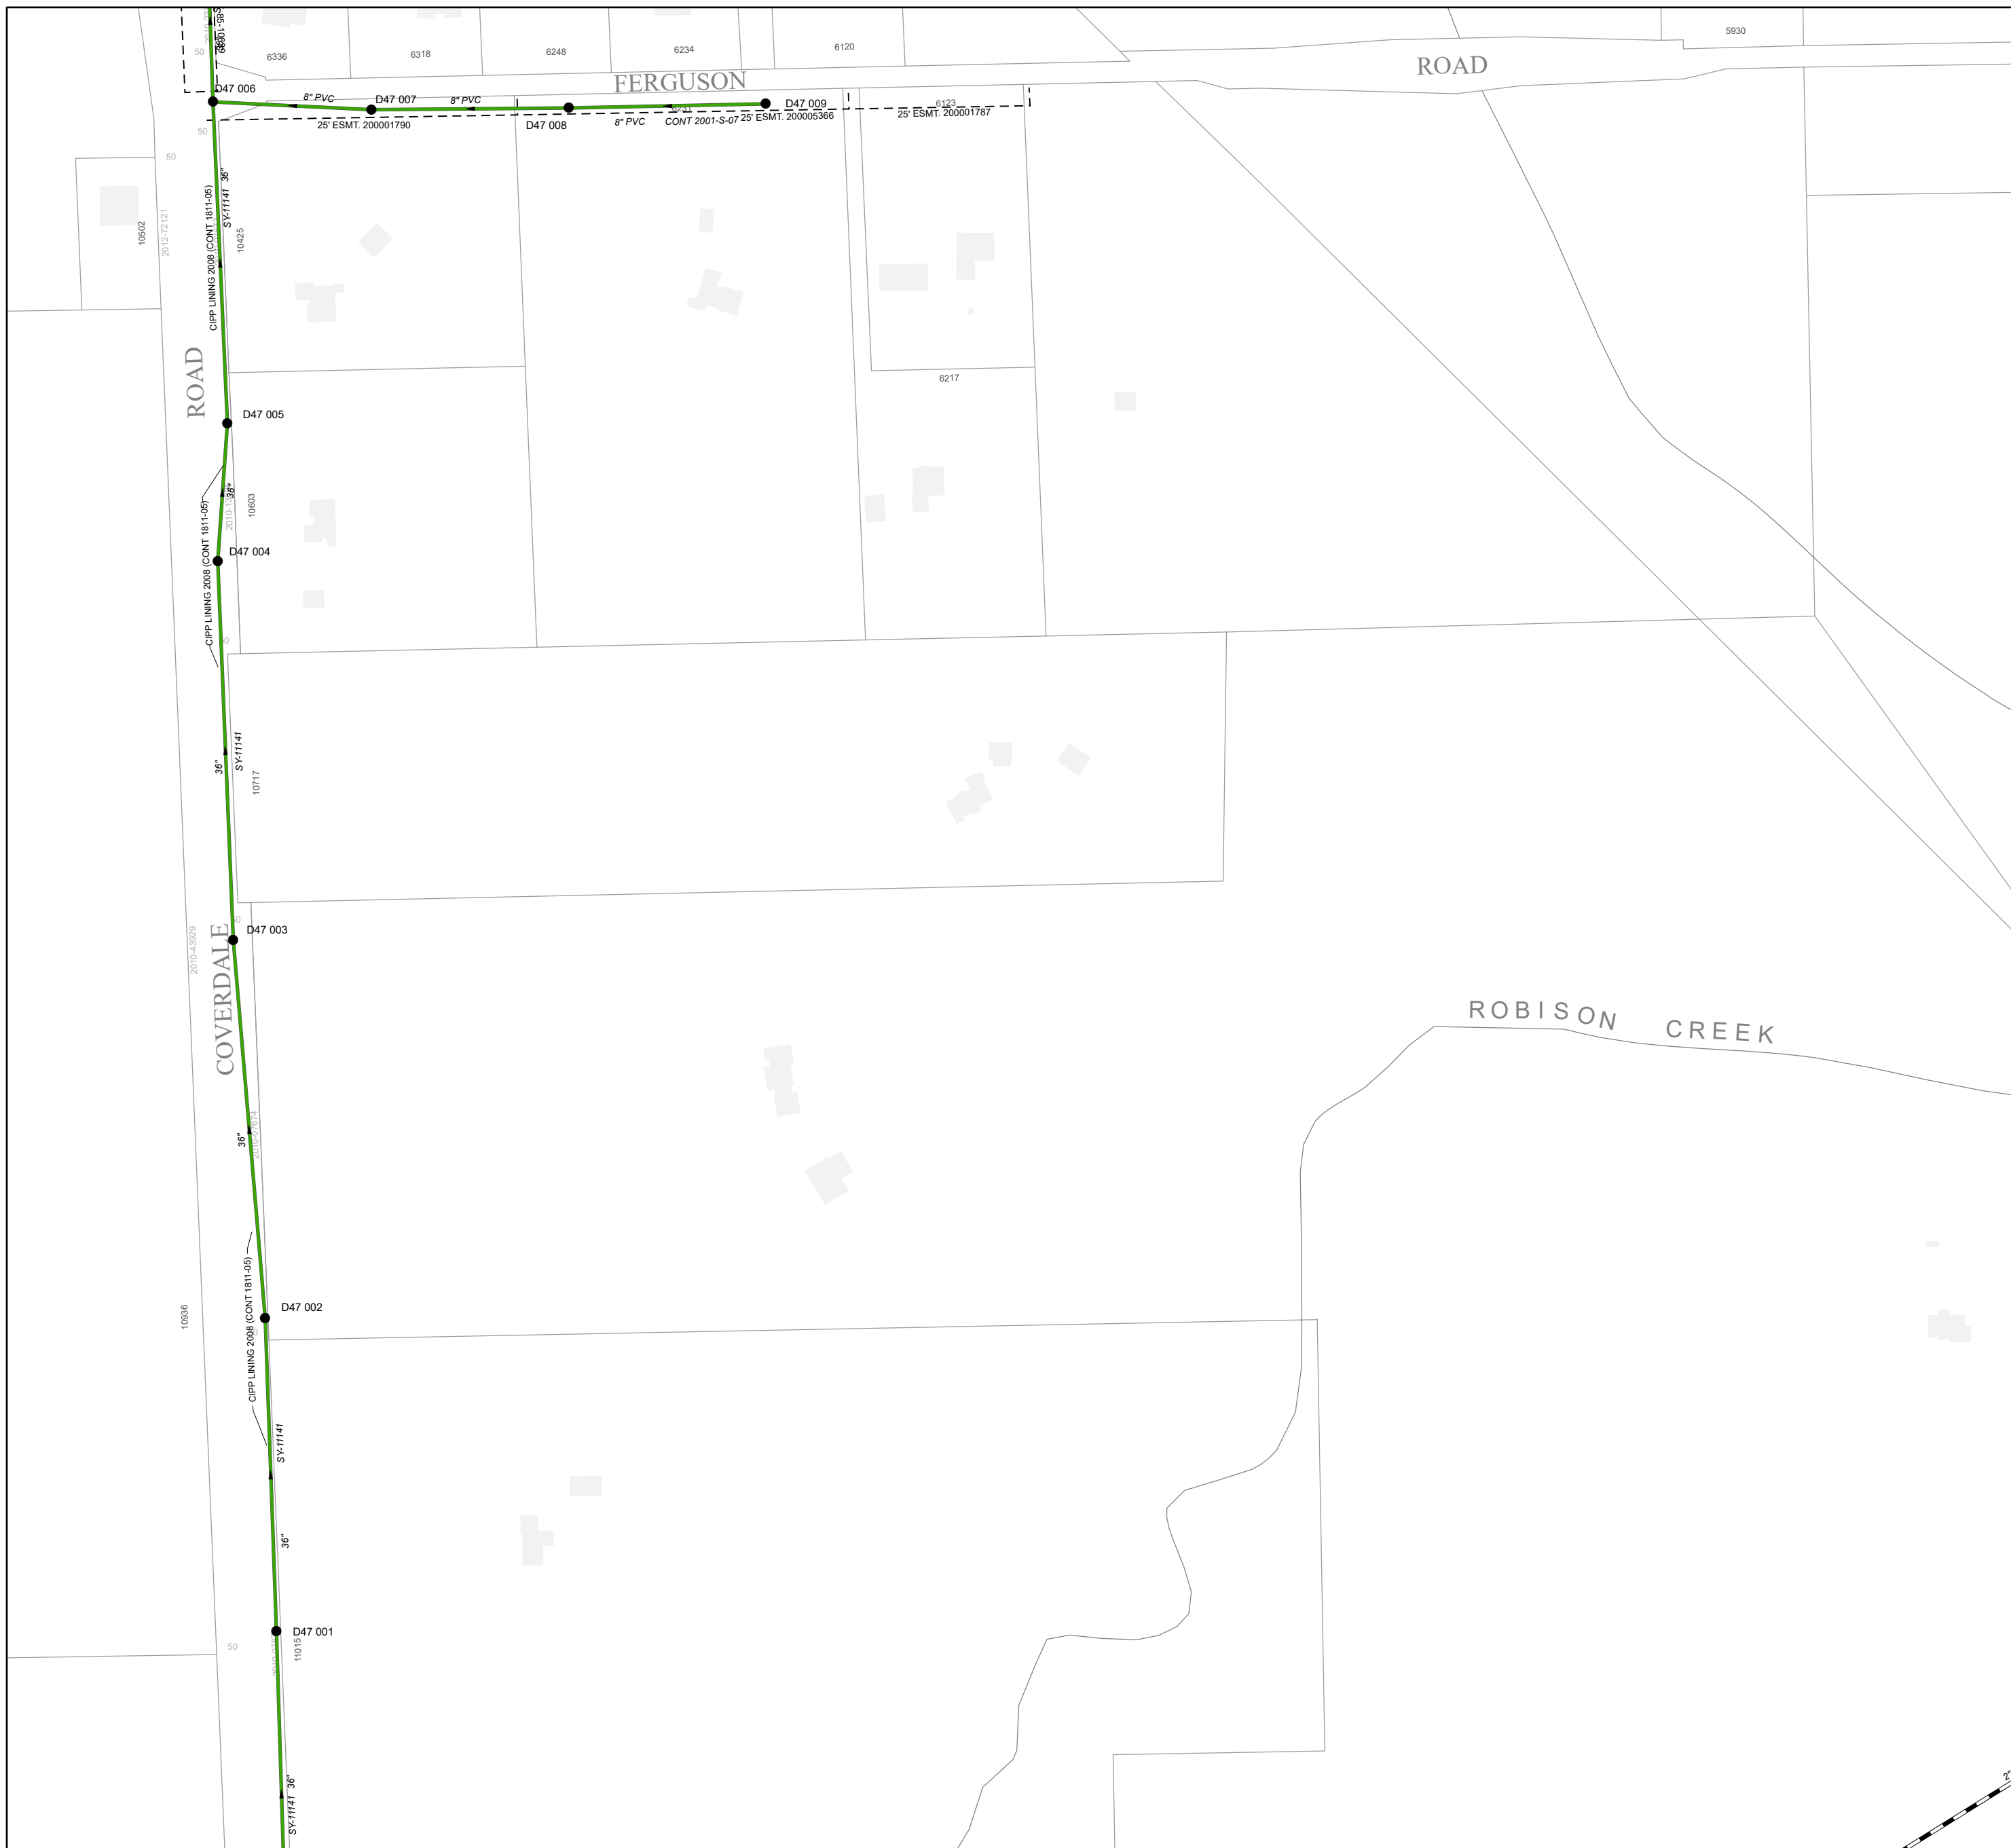 6336
6318
6248
6234
6120
5930
50
FERGUSON
ROAD
D47 006
8" PVC
D47 007
8" PVC
D47 008
D47 009
8" PVC
CONT 2001-S-07
25' ESMT. 200005366
25' ESMT. 200001790
6123
25' ESMT. 200001787
50
50
10502
2012-72121
CIPP LINING 2008 (CONT 1811-05)
SY-11141 36"
10425
6217
ROAD
D47 005
36"
10603
CIPP LINING 2008 (CONT 1811-05)
D47 004
SY-11141
36"
10717
D47 003
2010-43929
COVERDALE
ROBISON CREEK
36"
2010-07674
CIPP LINING 2008 (CONT 1811-05)
D47 002
10936
SY-11141
36"
D47 001
50
11015
SY-11141 36"
2"